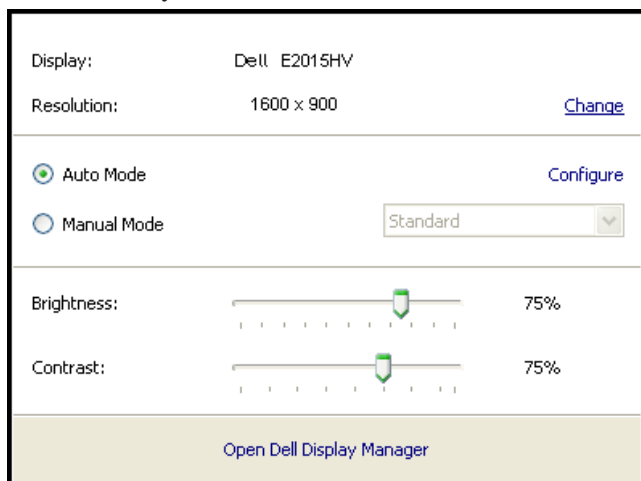 Display: Dell E2015HV
Resolution: 1600 x 900 Change
Auto Mode Configure
Manual Mode Standard
Brightness: 75%
Contrast: 75%
Open Dell Display Manager